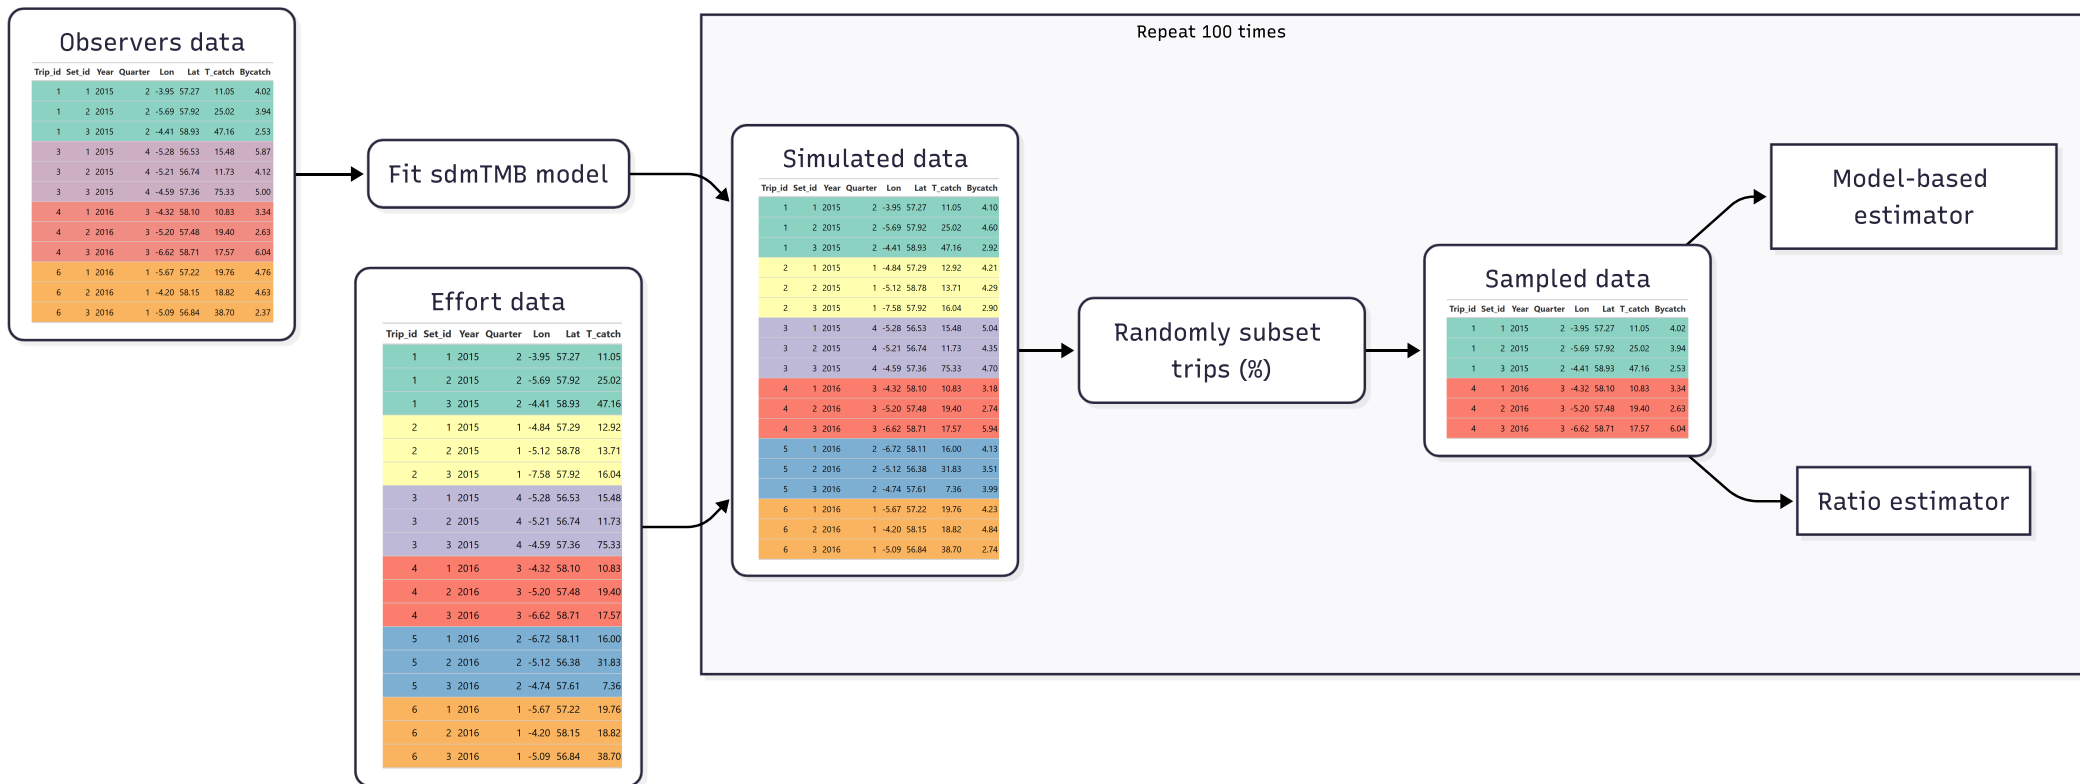 Observers data
Trip_id Set_id Year Quarter Lon Lat T_catch Bycatch
1 1 2015 2 -3.95 57.27 11.05 4.02
1 2 2015 2 -5.69 57.92 25.02 3.94
1 3 2015 2 -4.41 58.93 47.16 2.53
3 1 2015 4 -5.28 56.53 15.48 5.87
3 2 2015 4 -5.21 56.74 11.73 4.12
3 3 2015 4 -4.59 57.36 75.33 5.00
4 1 2016 3 -4.32 58.10 10.83 3.34
4 2 2016 3 -5.20 57.48 19.40 2.63
4 3 2016 3 -6.62 58.71 17.57 6.04
6 1 2016 1 -5.67 57.22 19.76 4.76
6 2 2016 1 -4.20 58.15 18.82 4.63
6 3 2016 1 -5.09 56.84 38.70 2.37
Fit sdmTMB model
Effort data
Trip_id Set_id Year Quarter Lon Lat T_catch
1 1 2015 2 -3.95 57.27 11.05
1 2 2015 2 -5.69 57.92 25.02
1 3 2015 2 -4.41 58.93 47.16
2 1 2015 1 -4.84 57.29 12.92
2 2 2015 1 -5.12 58.78 13.71
2 3 2015 1 -7.58 57.92 16.04
3 1 2015 4 -5.28 56.53 15.48
3 2 2015 4 -5.21 56.74 11.73
3 3 2015 4 -4.59 57.36 75.33
4 1 2016 3 -4.32 58.10 10.83
4 2 2016 3 -5.20 57.48 19.40
4 3 2016 3 -6.62 58.71 17.57
5 1 2016 2 -6.72 58.11 16.00
5 2 2016 2 -5.12 56.38 31.83
5 3 2016 2 -4.74 57.61 7.36
6 1 2016 1 -5.67 57.22 19.76
6 2 2016 1 -4.20 58.15 18.82
6 3 2016 1 -5.09 56.84 38.70
Repeat 100 times
Simulated data
Trip_id Set_id Year Quarter Lon Lat T_catch Bycatch
1 1 2015 2 -3.95 57.27 11.05 4.10
1 2 2015 2 -5.69 57.92 25.02 4.60
1 3 2015 2 -4.41 58.93 47.16 2.92
2 1 2015 1 -4.84 57.29 12.92 4.21
2 2 2015 1 -5.12 58.78 13.71 4.29
2 3 2015 1 -7.58 57.92 16.04 2.90
3 1 2015 4 -5.28 56.53 15.48 5.04
3 2 2015 4 -5.21 56.74 11.73 4.35
3 3 2015 4 -4.59 57.36 75.33 4.70
4 1 2016 3 -4.32 58.10 10.83 3.18
4 2 2016 3 -5.20 57.48 19.40 2.74
4 3 2016 3 -6.62 58.71 17.57 5.94
5 1 2016 2 -6.72 58.11 16.00 4.13
5 2 2016 2 -5.12 56.38 31.83 3.51
5 3 2016 2 -4.74 57.61 7.36 3.99
6 1 2016 1 -5.67 57.22 19.76 4.23
6 2 2016 1 -4.20 58.15 18.82 4.84
6 3 2016 1 -5.09 56.84 38.70 2.74
Randomly subset
trips (%)
Sampled data
Trip_id Set_id Year Quarter Lon Lat T_catch Bycatch
1 1 2015 2 -3.95 57.27 11.05 4.02
1 2 2015 2 -5.69 57.92 25.02 3.94
1 3 2015 2 -4.41 58.93 47.16 2.53
4 1 2016 3 -4.32 58.10 10.83 3.34
4 2 2016 3 -5.20 57.48 19.40 2.63
4 3 2016 3 -6.62 58.71 17.57 6.04
Model-based
estimator
Ratio estimator